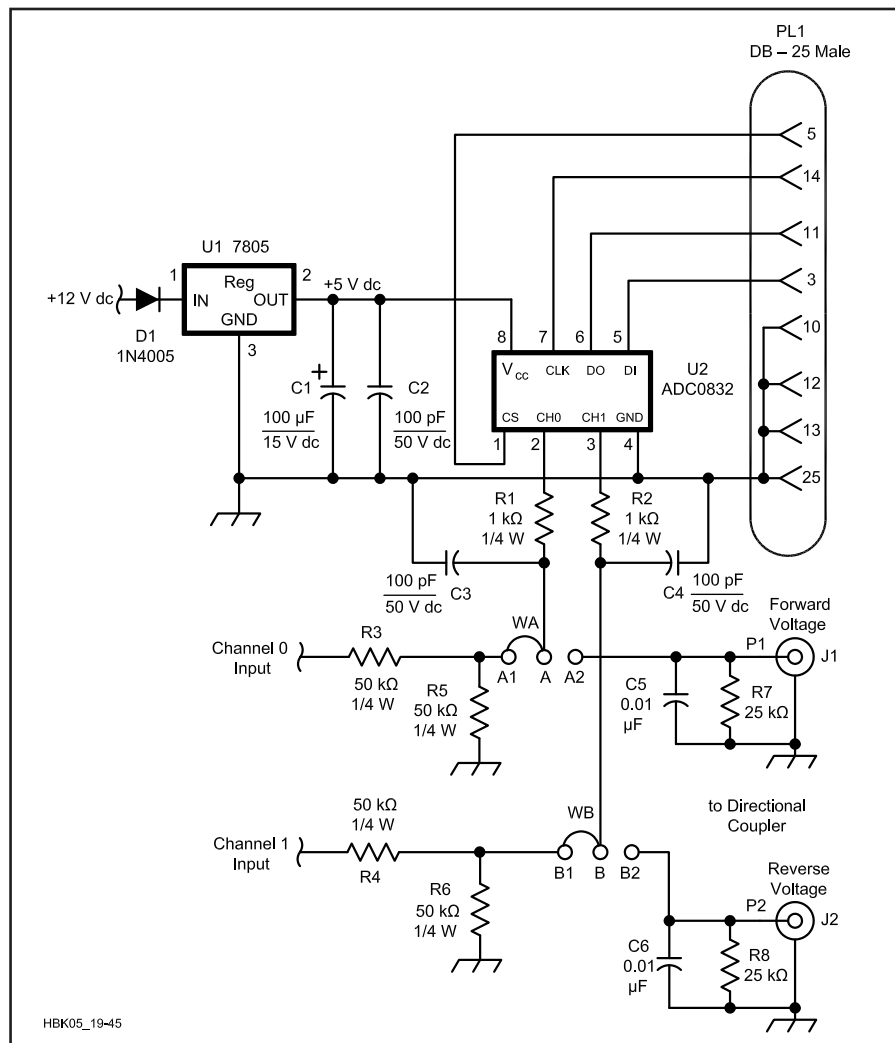 PL1
DB – 25 Male
5
14
11
3
10
12
13
25
U1 7805
1
2
Reg
IN
OUT
GND
3
+12 V dc
D1
1N4005
+5 V dc
C1
+
100 µF
15 V dc
C2
100 pF
50 V dc
8
7
6
5
VCC
CLK
DO
DI
CS
CH0
CH1
GND
1
2
3
4
U2
ADC0832
R1
1 kΩ
1/4 W
R2
1 kΩ
1/4 W
100 pF
50 V dc
C3
C4
100 pF
50 V dc
Channel 0
Input
R3
50 kΩ
1/4 W
R5
50 kΩ
1/4 W
WA
A1
A
A2
C5
0.01
µF
R7
25 kΩ
Forward
Voltage
P1
J1
to Directional
Coupler
Channel 1
Input
50 kΩ
1/4 W
R4
R6
50 kΩ
1/4 W
WB
B1
B
B2
C6
0.01
µF
R8
25 kΩ
Reverse
Voltage
P2
J2
HBK05_19-45